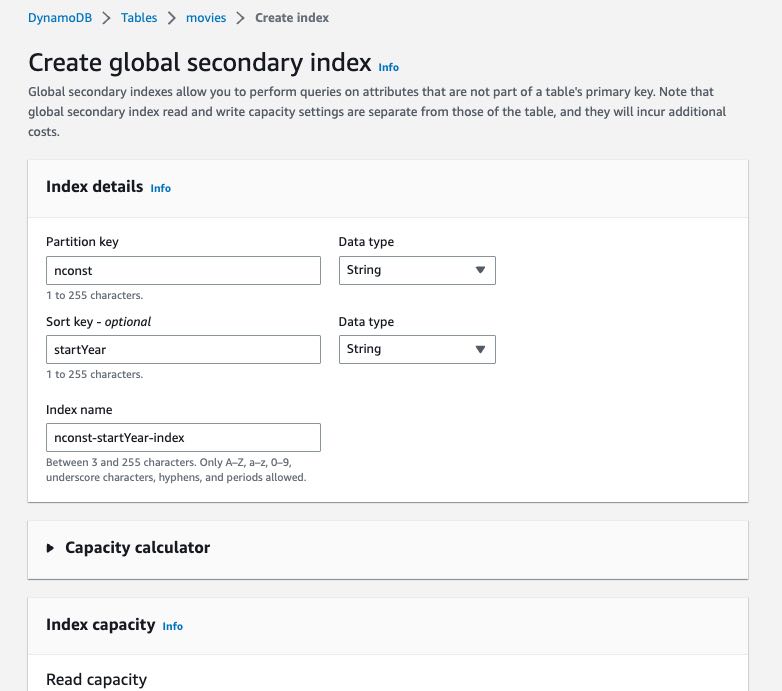 DynamoDB > Tables > movies > Create index
Create global secondary index Info
Global secondary indexes allow you to perform queries on attributes that are not part of a table's primary key. Note that
global secondary index read and write capacity settings are separate from those of the table, and they will incur additional
costs.
Index details Info
Partition key Data type
nconst String
1 to 255 characters.
Sort key - optional Data type
startYear String
1 to 255 characters.
Index name
nconst-startYear-index
Between 3 and 255 characters. Only A–Z, a–z, 0–9,
underscore characters, hyphens, and periods allowed.
Capacity calculator
Index capacity Info
Read capacity